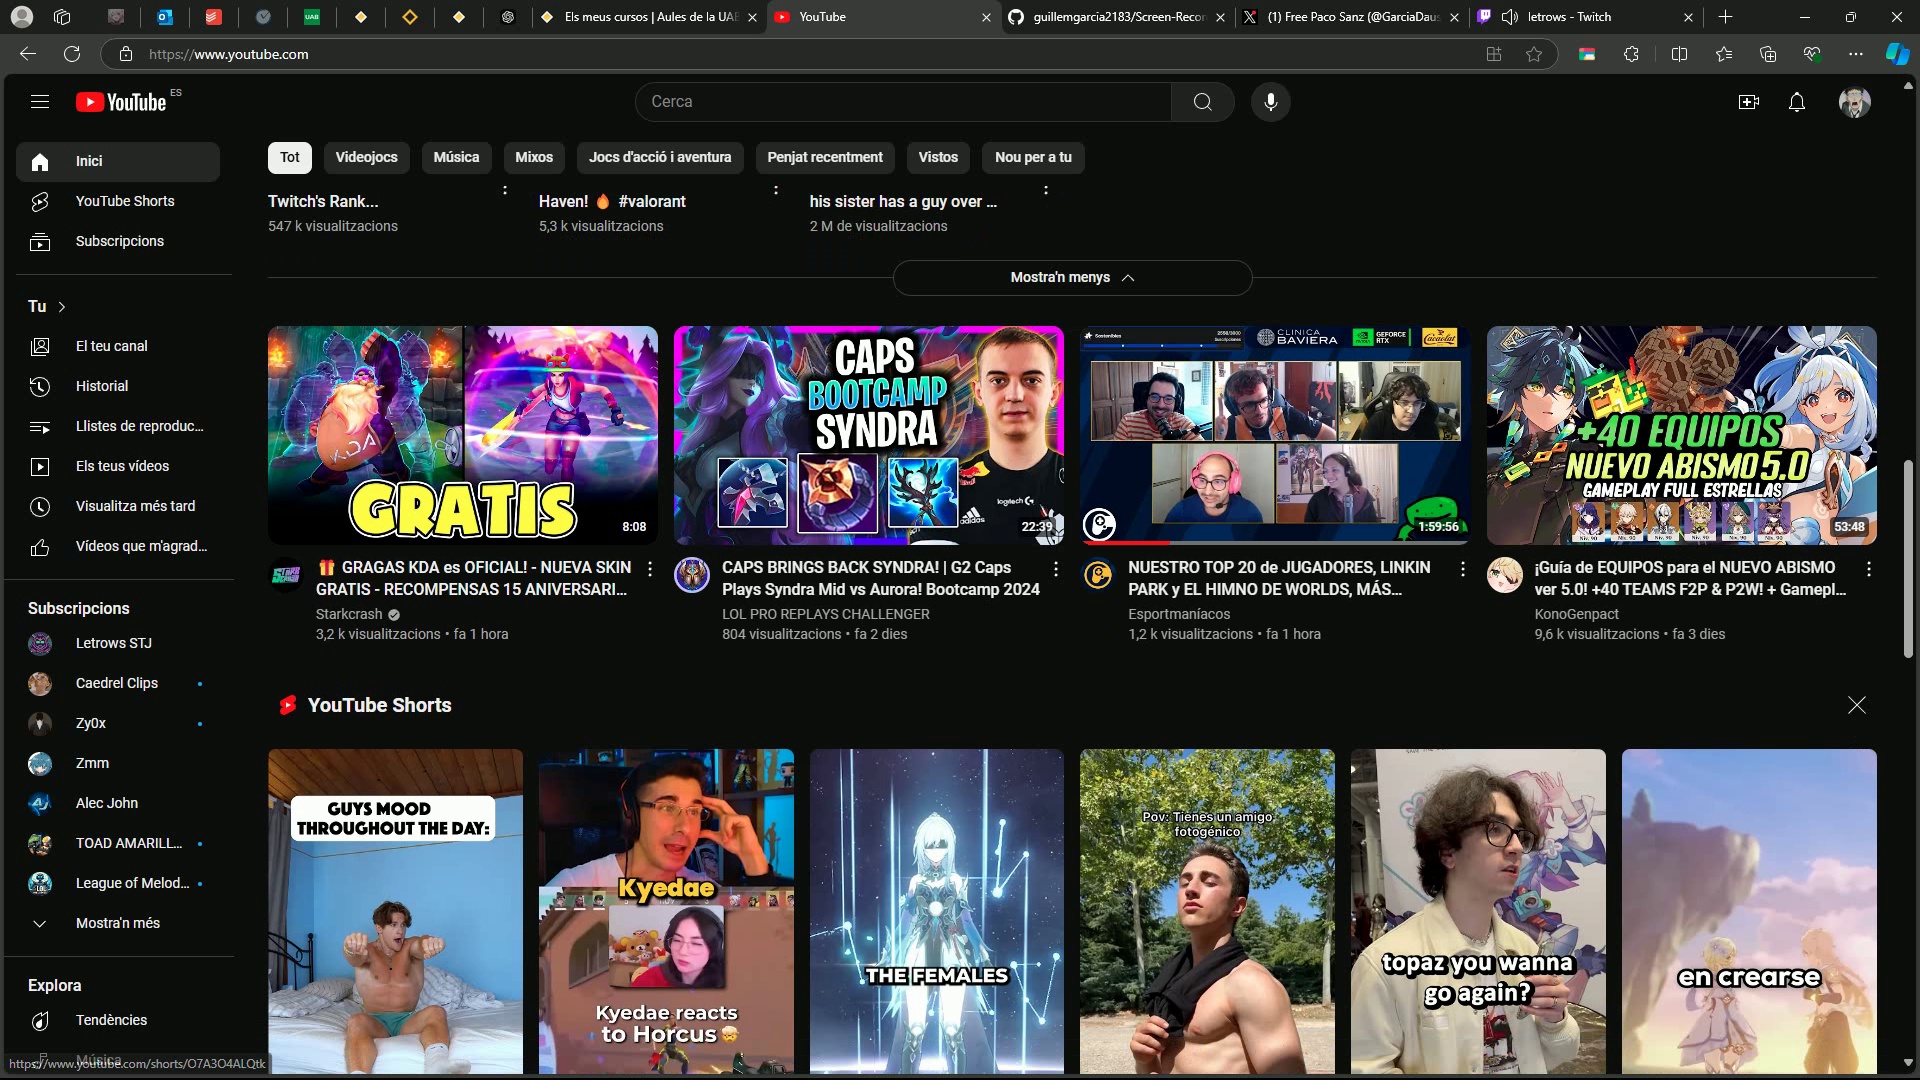 Els meus cursos | Aules de la UAB
YouTube
guillemgarcia2183/Screen-Recor
(1) Free Paco Sanz (@GarciaDaus
letrows - Twitch
https://www.youtube.com
YouTube ES
Cerca
Inici
YouTube Shorts
Subscripcions
Tu
El teu canal
Historial
Llistes de reproduc...
Els teus vídeos
Visualitza més tard
Vídeos que m'agrad...
Subscripcions
Letrows STJ
Caedrel Clips
Zy0x
Zmm
Alec John
TOAD AMARILL...
League of Melod...
Mostra'n més
Explora
Tendències
Música
https://www.youtube.com/shorts/O7A3O4ALQtk
Tot
Videojocs
Música
Mixos
Jocs d'acció i aventura
Penjat recentment
Vistos
Nou per a tu
Twitch's Rank...
547 k visualitzacions
Haven! 🔥 #valorant
5,3 k visualitzacions
his sister has a guy over ...
2 M de visualitzacions
Mostra'n menys
KDA
GRATIS
8:08
🎁 GRAGAS KDA es OFICIAL! - NUEVA SKIN
GRATIS - RECOMPENSAS 15 ANIVERSARI...
Starkcrash
3,2 k visualitzacions • fa 1 hora
CAPS
BOOTCAMP
SYNDRA
logitech G
adidas
22:39
CAPS BRINGS BACK SYNDRA! | G2 Caps
Plays Syndra Mid vs Aurora! Bootcamp 2024
LOL PRO REPLAYS CHALLENGER
804 visualitzacions • fa 2 dies
CLINICA
BAVIERA
GEFORCE
RTX
Cacaolat
1:59:56
NUESTRO TOP 20 de JUGADORES, LINKIN
PARK y EL HIMNO DE WORLDS, MÁS...
Esportmaníacos
1,2 k visualitzacions • fa 1 hora
+40 EQUIPOS
NUEVO ABISMO 5.0
GAMEPLAY FULL ESTRELLAS
53:48
¡Guía de EQUIPOS para el NUEVO ABISMO
ver 5.0! +40 TEAMS F2P & P2W! + Gamepl...
KonoGenpact
9,6 k visualitzacions • fa 3 dies
YouTube Shorts
GUYS MOOD
THROUGHOUT THE DAY:
Kyedae
Kyedae reacts
to Horcus🤯
THE FEMALES
Pov: Tienes un amigo
fotogénico
topaz you wanna
go again?
en crearse